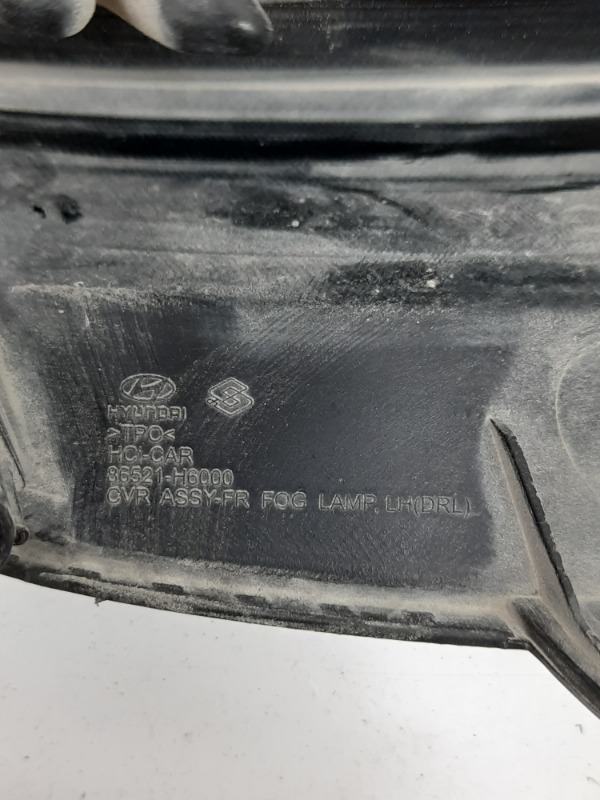 HYUNDAI
>TPO<
HCI-CAR
86521-H6000
CVR ASSY-FR FOG LAMP, LH(DRL)